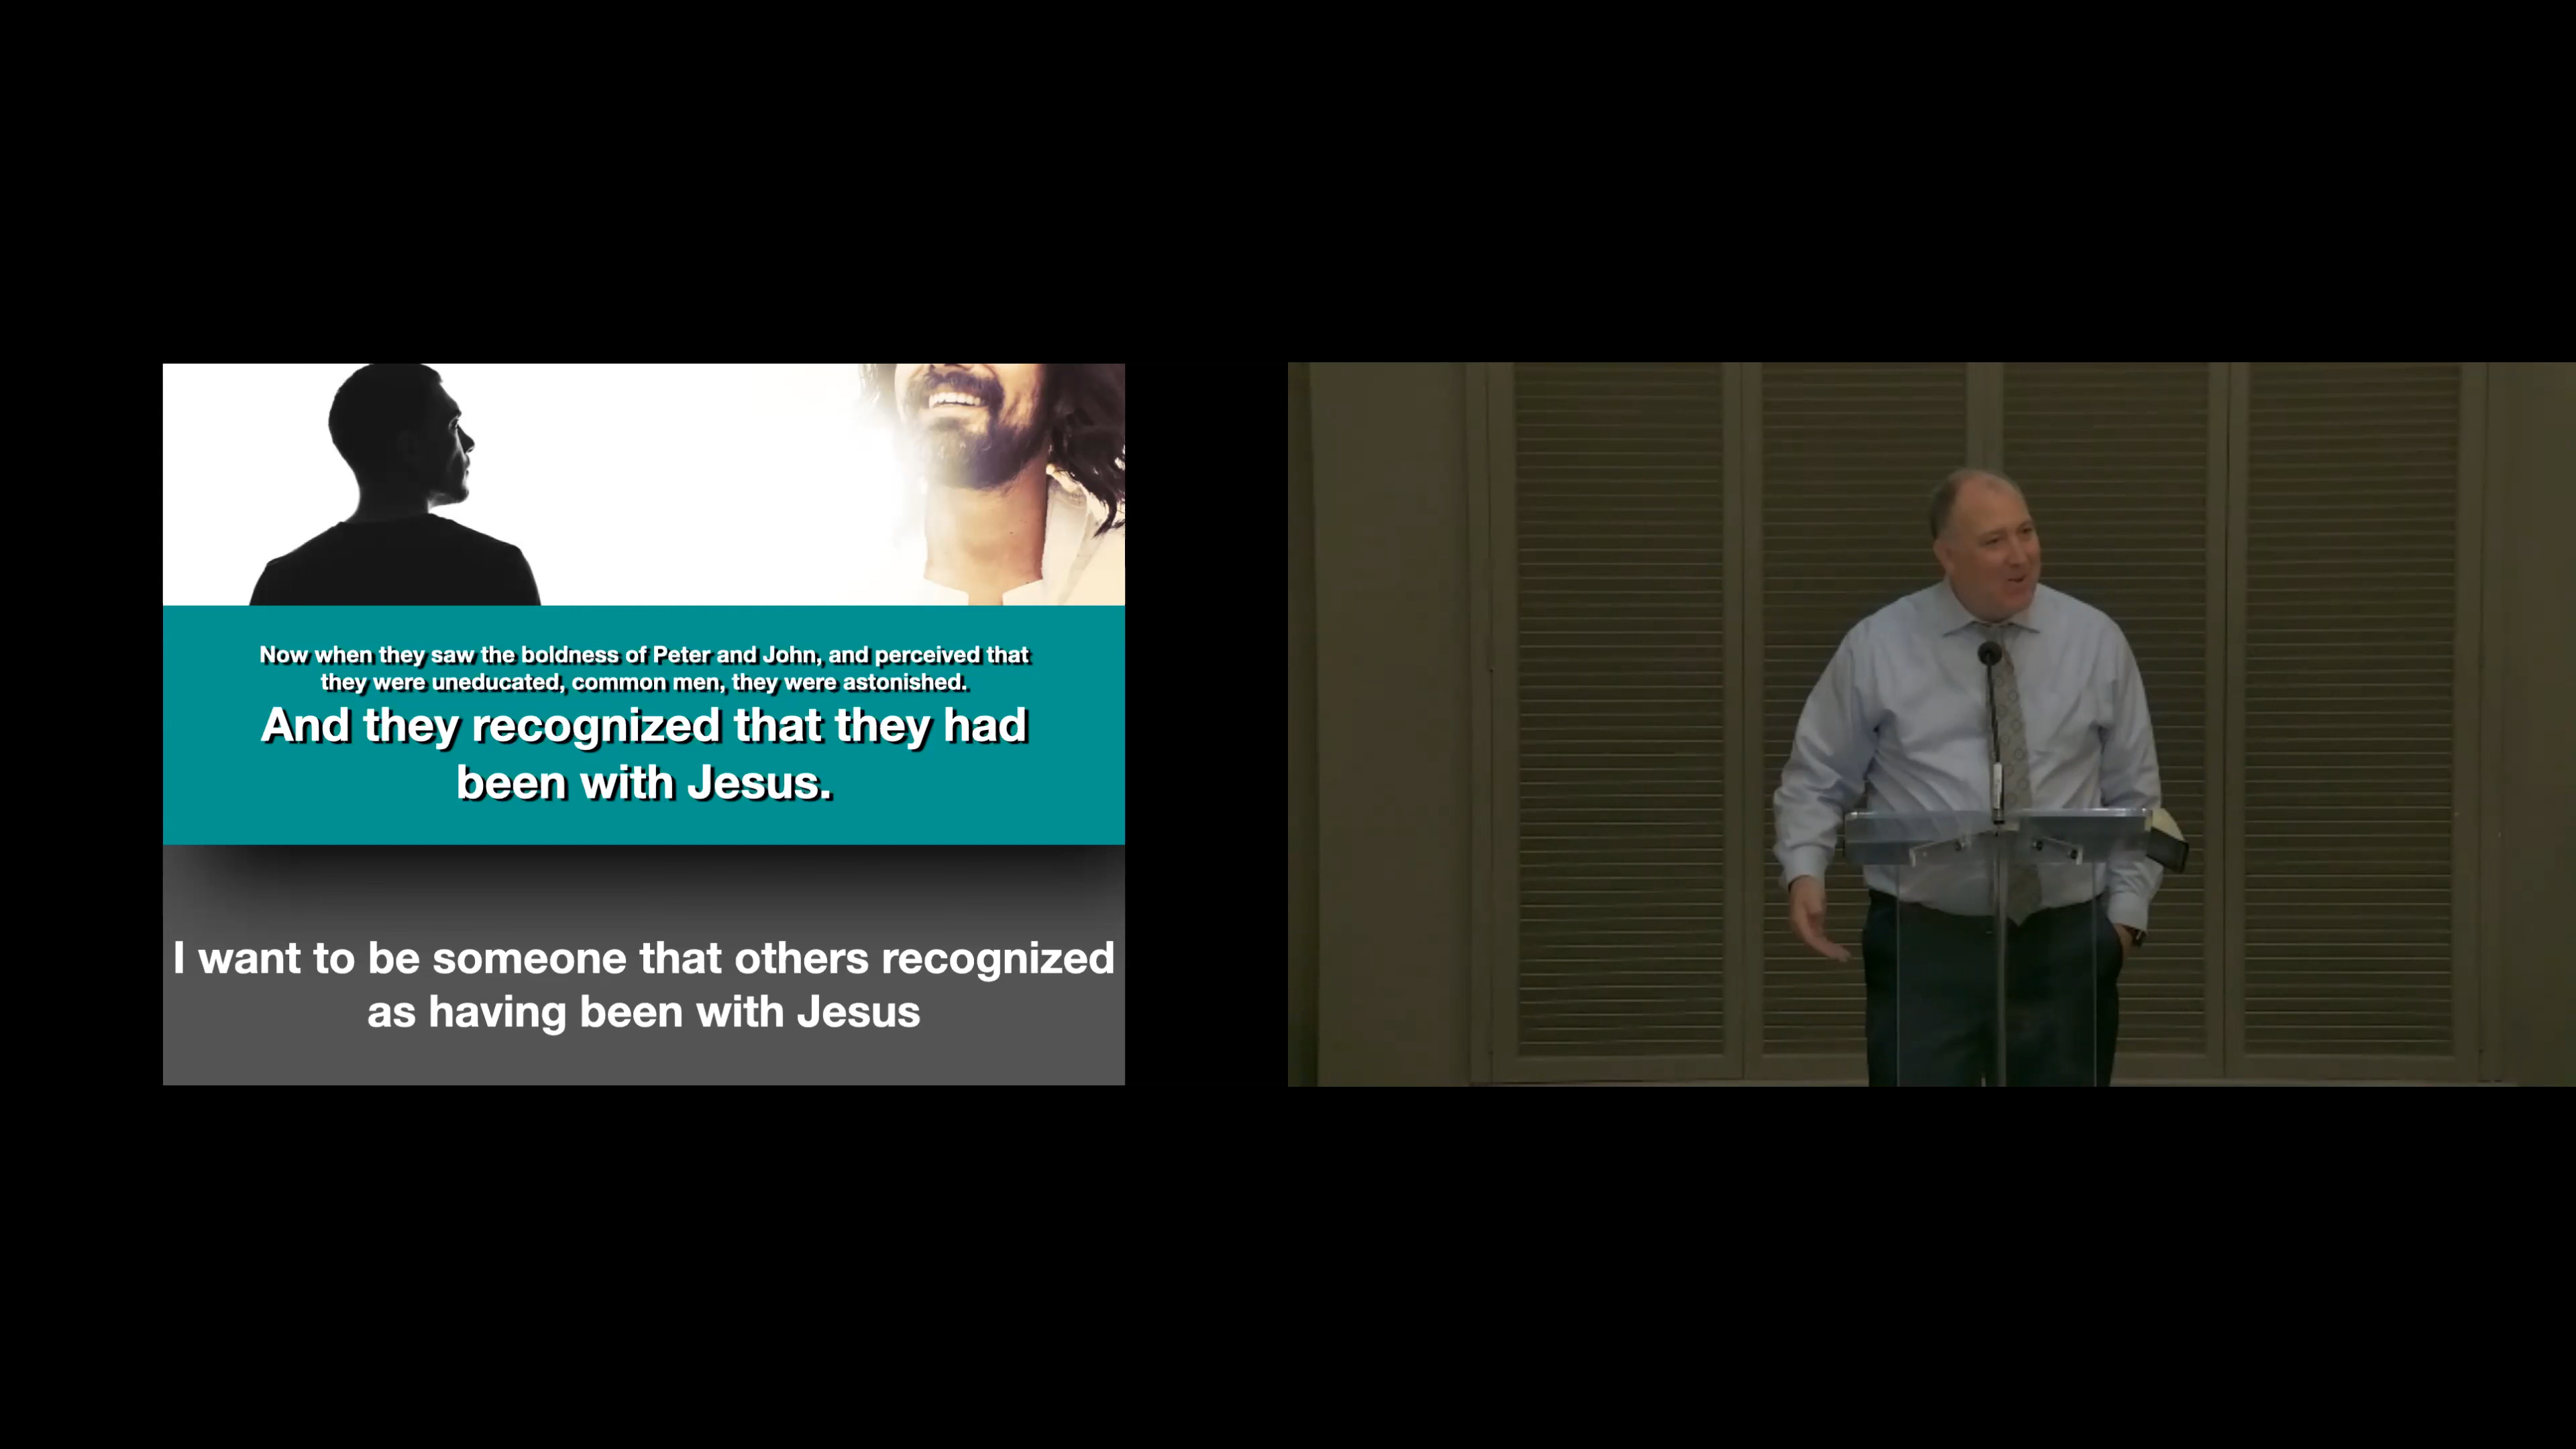 Now when they saw the boldness of Peter and John, and perceived that
they were uneducated, common men, they were astonished.
And they recognized that they had
been with Jesus.
I want to be someone that others recognized
as having been with Jesus